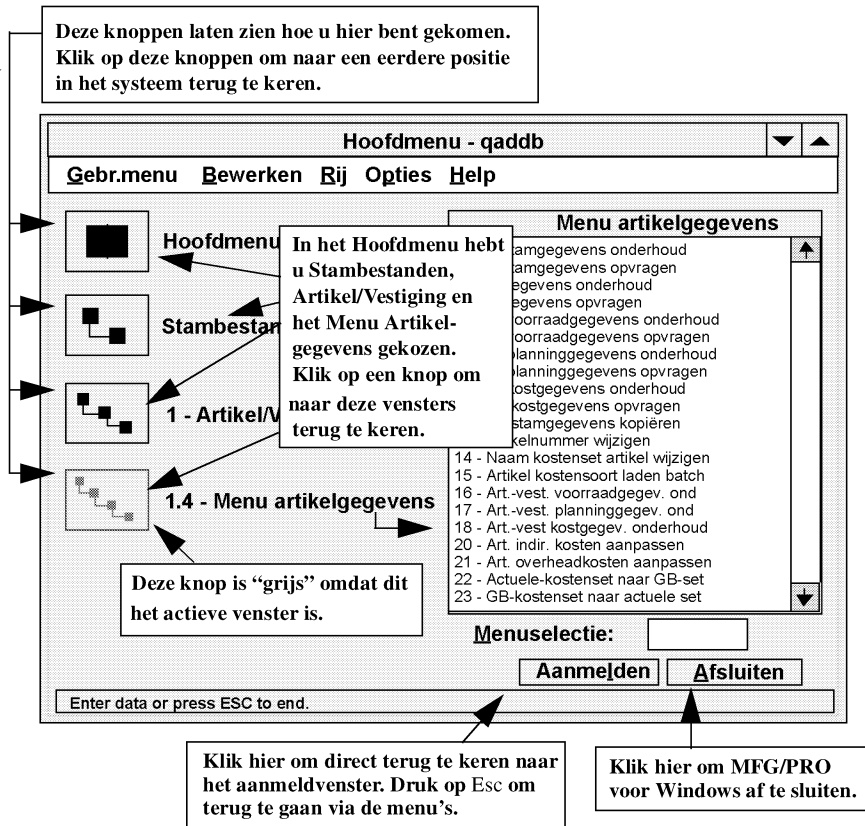 Deze knoppen laten zien hoe u hier bent gekomen.
Klik op deze knoppen om naar een eerdere positie
in het systeem terug te keren.
Hoofdmenu - qaddb
Gebr.menu Bewerken Rij Opties Help
Hoofdmenu
Stambestan
1 - Artikel/V
1.4 - Menu artikelgegevens
In het Hoofdmenu hebt
u Stambestanden,
Artikel/Vestiging en
het Menu Artikel-
gegevens gekozen.
Klik op een knop om
naar deze vensters
terug te keren.
Menu artikelgegevens
tamgegevens onderhoud
tamgegevens opvragen
egevens onderhoud
egevens opvragen
oorraadgegevens onderhoud
oorraadgegevens opvragen
planninggegevens onderhoud
planninggegevens opvragen
kostgegevens onderhoud
kostgegevens opvragen
stamgegevens kopiëren
kelnummer wijzigen
14 - Naam kostenset artikel wijzigen
15 - Artikel kostensoort laden batch
16 - Art.-vest. voorraadgegev. ond
17 - Art.-vest. planninggegev. ond
18 - Art.-vest kostgegev. onderhoud
20 - Art. indir. kosten aanpassen
21 - Art. overheadkosten aanpassen
22 - Actuele-kostenset naar GB-set
23 - GB-kostenset naar actuele set
Deze knop is “grijs” omdat dit
het actieve venster is.
Menuselectie:
Aanmelden Afsluiten
Enter data or press ESC to end.
Klik hier om direct terug te keren naar
het aanmeldvenster. Druk op Esc om
terug te gaan via de menu's.
Klik hier om MFG/PRO
voor Windows af te sluiten.